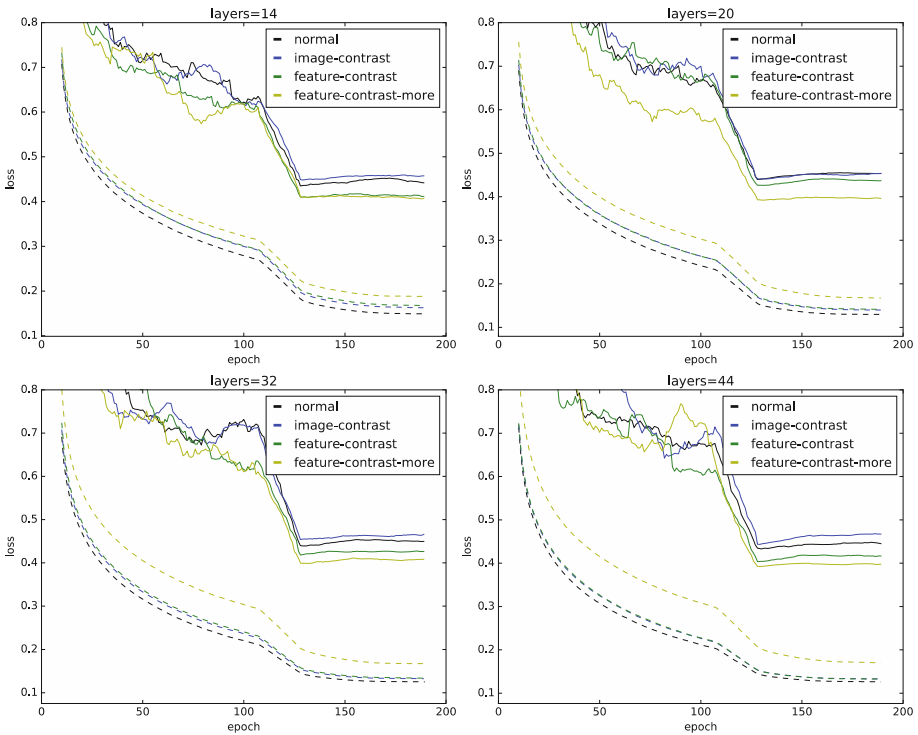 layers=14
0.8
0.7
0.6
0.5
0.4
0.3
0.2
0.1
loss
0
50
100
150
200
epoch
normal
image-contrast
feature-contrast
feature-contrast-more
layers=20
0.8
0.7
0.6
0.5
0.4
0.3
0.2
0.1
loss
0
50
100
150
200
epoch
normal
image-contrast
feature-contrast
feature-contrast-more
layers=32
0.8
0.7
0.6
0.5
0.4
0.3
0.2
0.1
loss
0
50
100
150
200
epoch
normal
image-contrast
feature-contrast
feature-contrast-more
layers=44
0.8
0.7
0.6
0.5
0.4
0.3
0.2
0.1
loss
0
50
100
150
200
epoch
normal
image-contrast
feature-contrast
feature-contrast-more